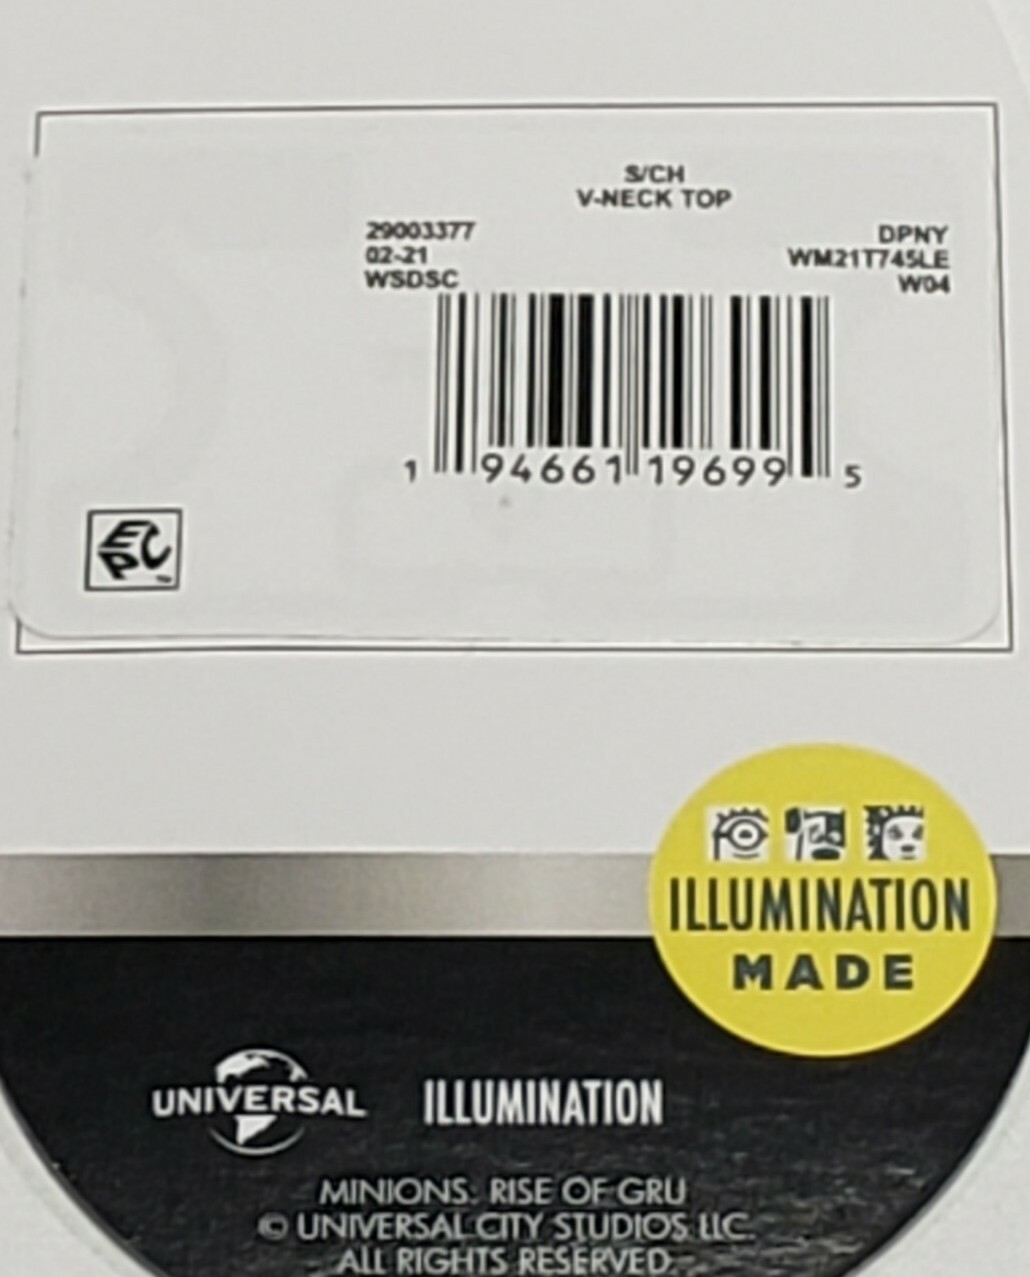 S/CH
V-NECK TOP
29003377
02-21
WSDSC
DPNY
WM21T745LE
W04
1 94661 19699 5
EPC™
ILLUMINATION
MADE
UNIVERSAL
ILLUMINATION
MINIONS: RISE OF GRU
© UNIVERSAL CITY STUDIOS LLC.
ALL RIGHTS RESERVED.